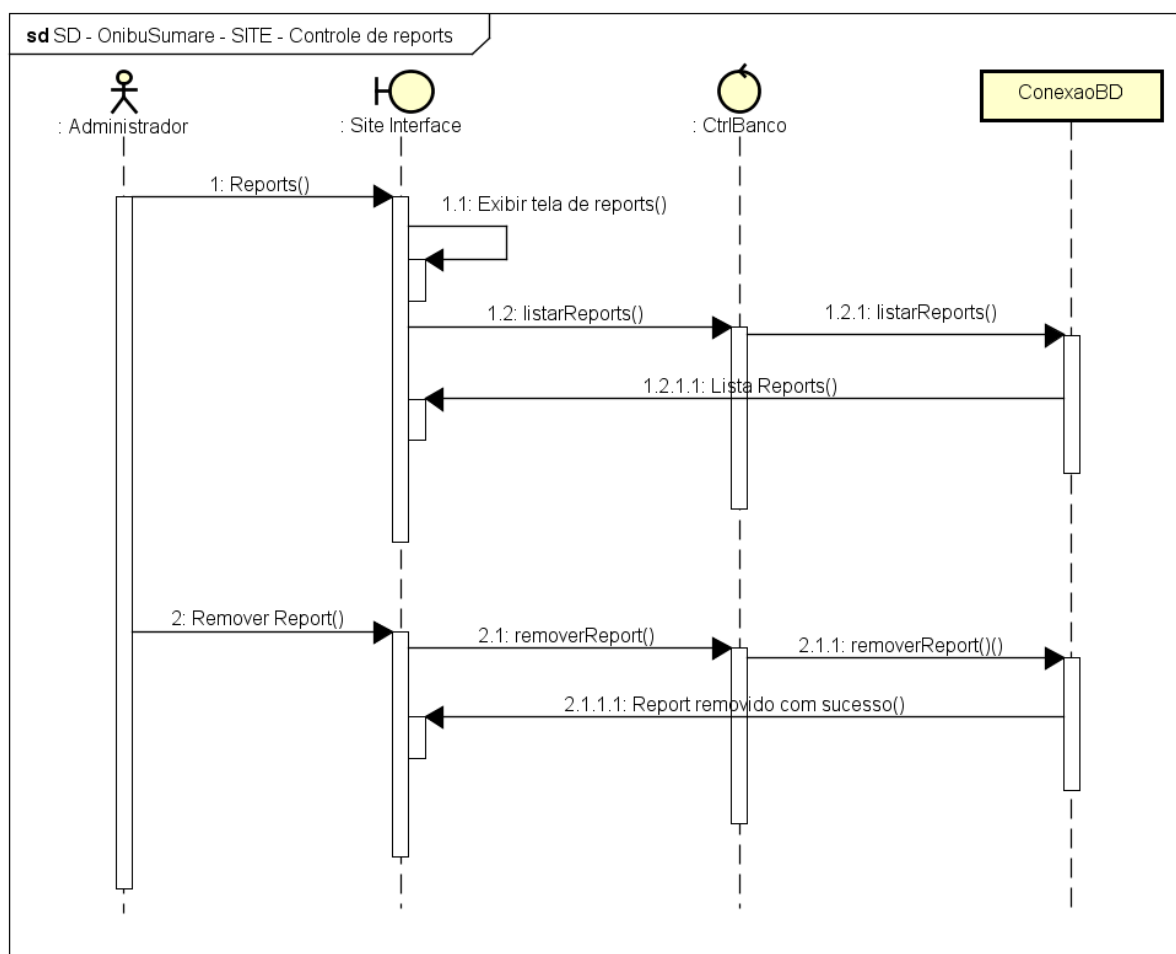 sd SD - OnibuSumare - SITE - Controle de reports
: Administrador
: Site Interface
: CtrlBanco
ConexaoBD
1: Reports()
1.1: Exibir tela de reports()
1.2: listarReports()
1.2.1: listarReports()
1.2.1.1: Lista Reports()
2: Remover Report()
2.1: removerReport()
2.1.1: removerReport()()
2.1.1.1: Report removido com sucesso()